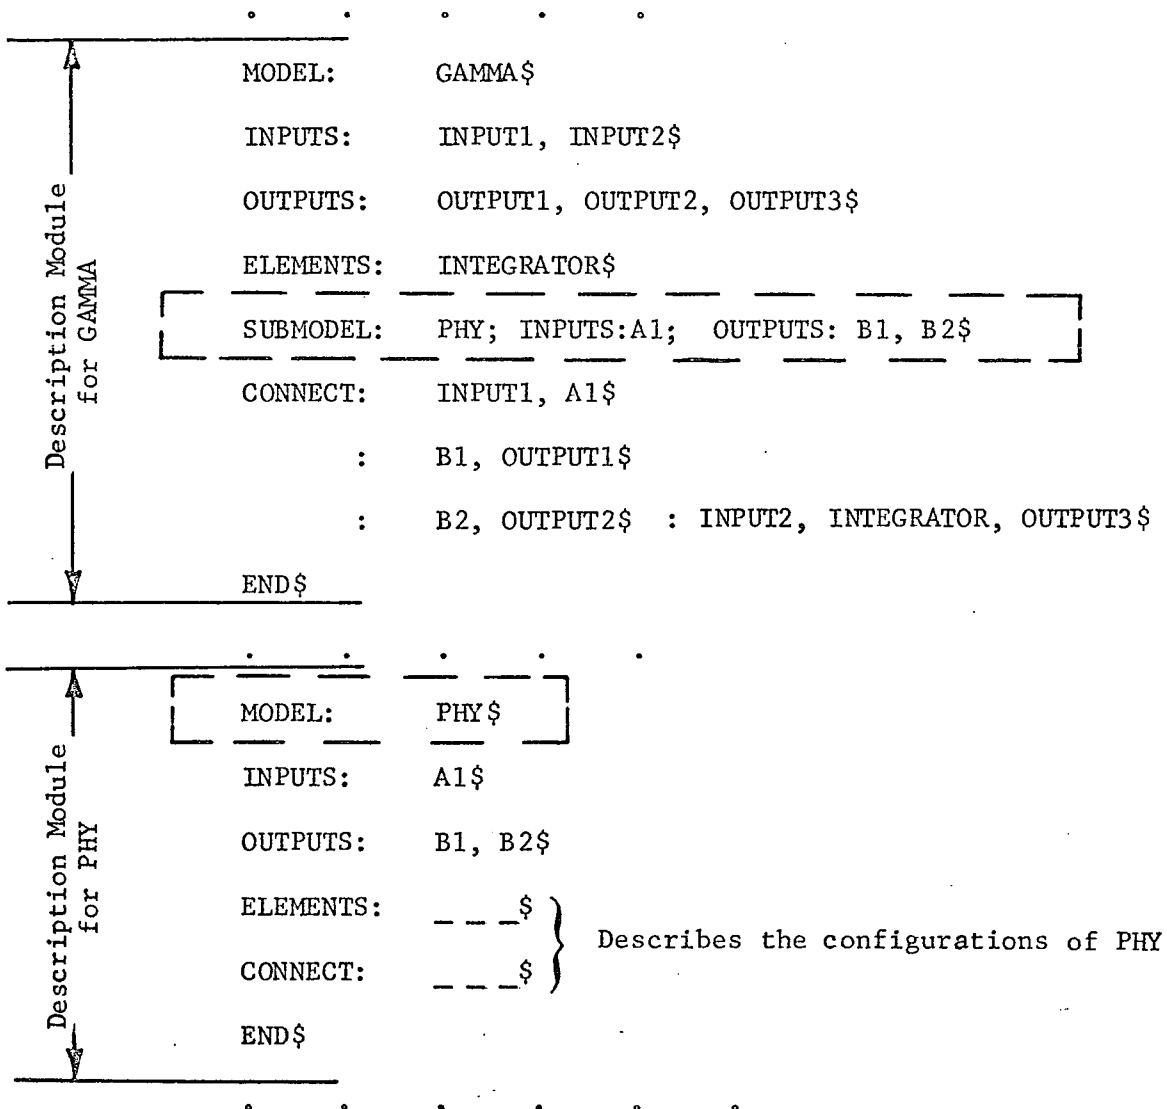 MODEL: GAMMA$
INPUTS: INPUT1, INPUT2$
OUTPUTS: OUTPUT1, OUTPUT2, OUTPUT3$
ELEMENTS: INTEGRATOR$
SUBMODEL: PHY; INPUTS:A1; OUTPUTS: B1, B2$
CONNECT: INPUT1, A1$
: B1, OUTPUT1$
: B2, OUTPUT2$ : INPUT2, INTEGRATOR, OUTPUT3$
END$
Description Module
for GAMMA
MODEL: PHY$
INPUTS: A1$
OUTPUTS: B1, B2$
ELEMENTS: _ _ _$
CONNECT: _ _ _$
Describes the configurations of PHY
END$
Description Module
for PHY